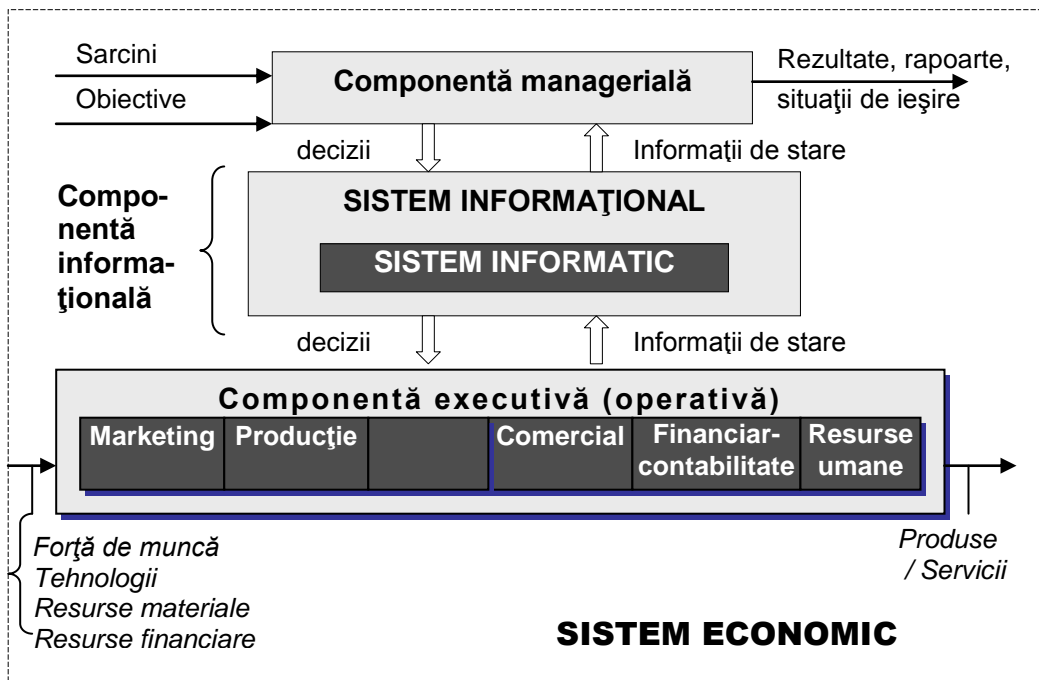 Sarcini
Obiective
Componentă managerială
Rezultate, rapoarte,
situaţii de ieşire
decizii
Informaţii de stare
Compo-
nentă
informa-
ţională
SISTEM INFORMAŢIONAL
SISTEM INFORMATIC
decizii
Informaţii de stare
Componentă executivă (operativă)
Marketing
Producţie
Comercial
Financiar-
contabilitate
Resurse
umane
Forţă de muncă
Tehnologii
Resurse materiale
Resurse financiare
Produse
/ Servicii
SISTEM ECONOMIC